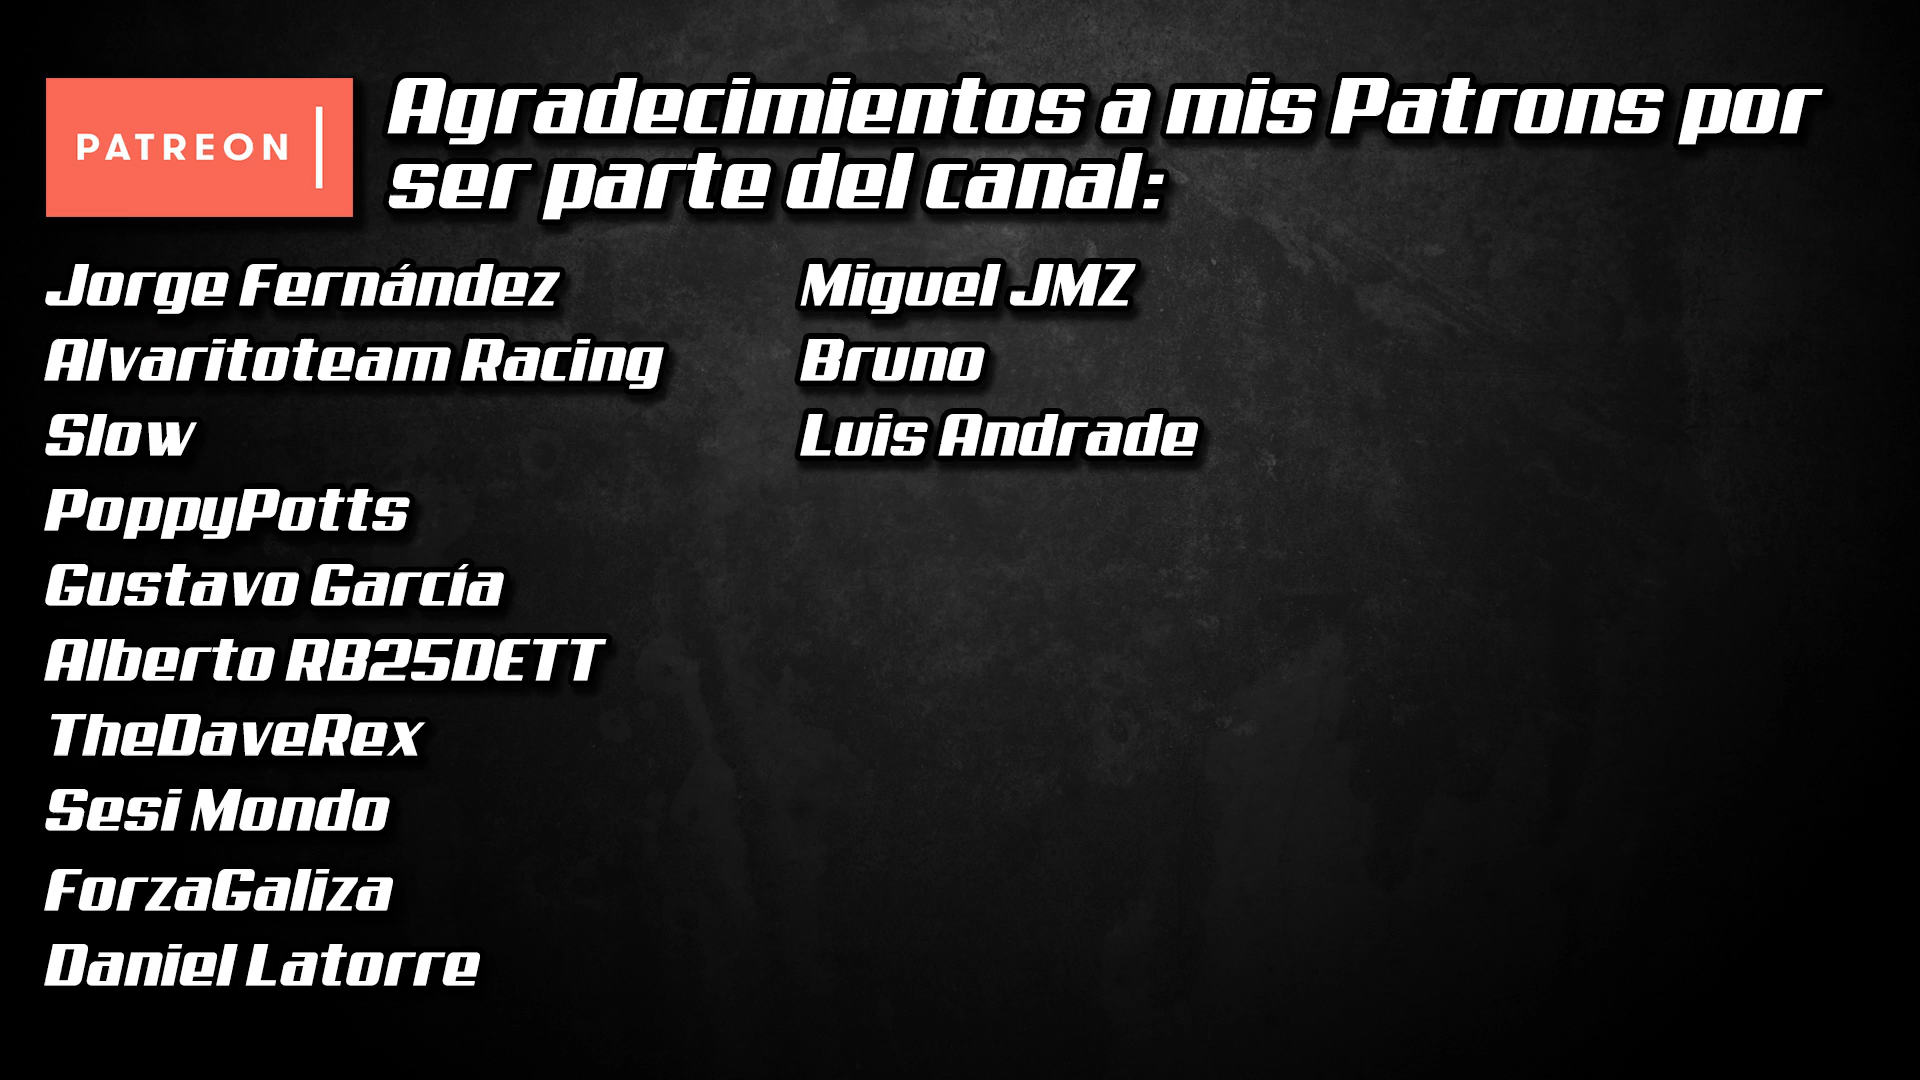 PATREON
Agradecimientos a mis Patrons por
ser parte del canal:
Jorge Fernández
Alvaritoteam Racing
Slow
PoppyPotts
Gustavo García
Alberto RB25DETT
TheDaveRex
Sesi Mondo
ForzaGaliza
Daniel Latorre
Miguel JMZ
Bruno
Luis Andrade